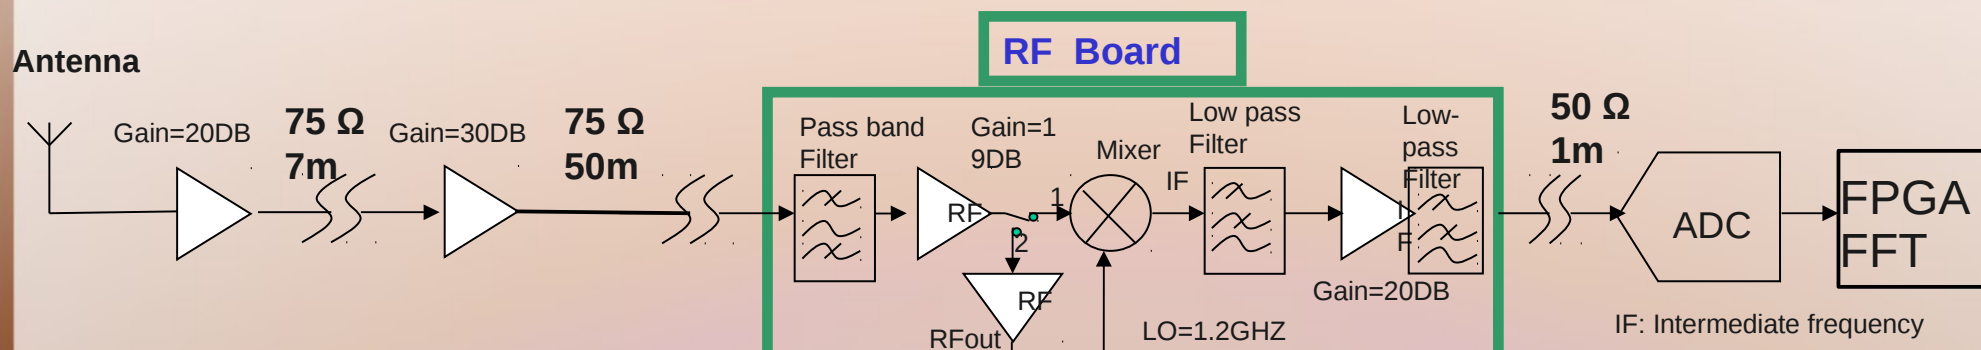 RF Board
Antenna
Gain=20DB
75 Ω
7m
Gain=30DB
75 Ω
50m
Pass band
Filter
Gain=1
9DB
Mixer
Low pass
Filter
Low-
pass
Filter
50 Ω
1m
RF
1
2
IF
I
F
ADC
FPGA
FFT
RF
RFout
LO=1.2GHZ
Gain=20DB
IF: Intermediate frequency